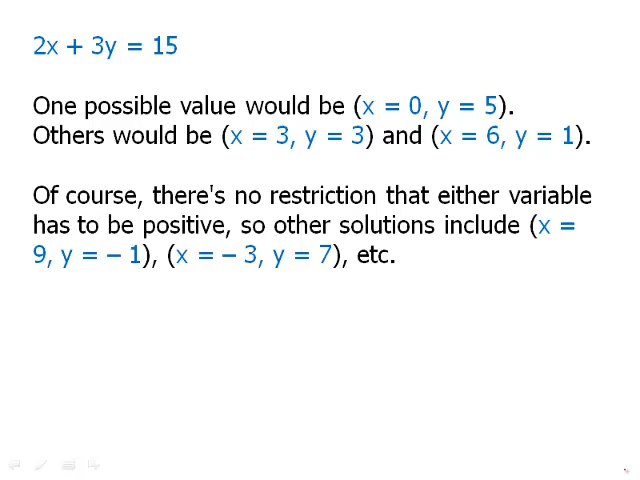 2x + 3y = 15
One possible value would be (x = 0, y = 5).
Others would be (x = 3, y = 3) and (x = 6, y = 1).
Of course, there's no restriction that either variable
has to be positive, so other solutions include (x =
9, y = – 1), (x = – 3, y = 7), etc.